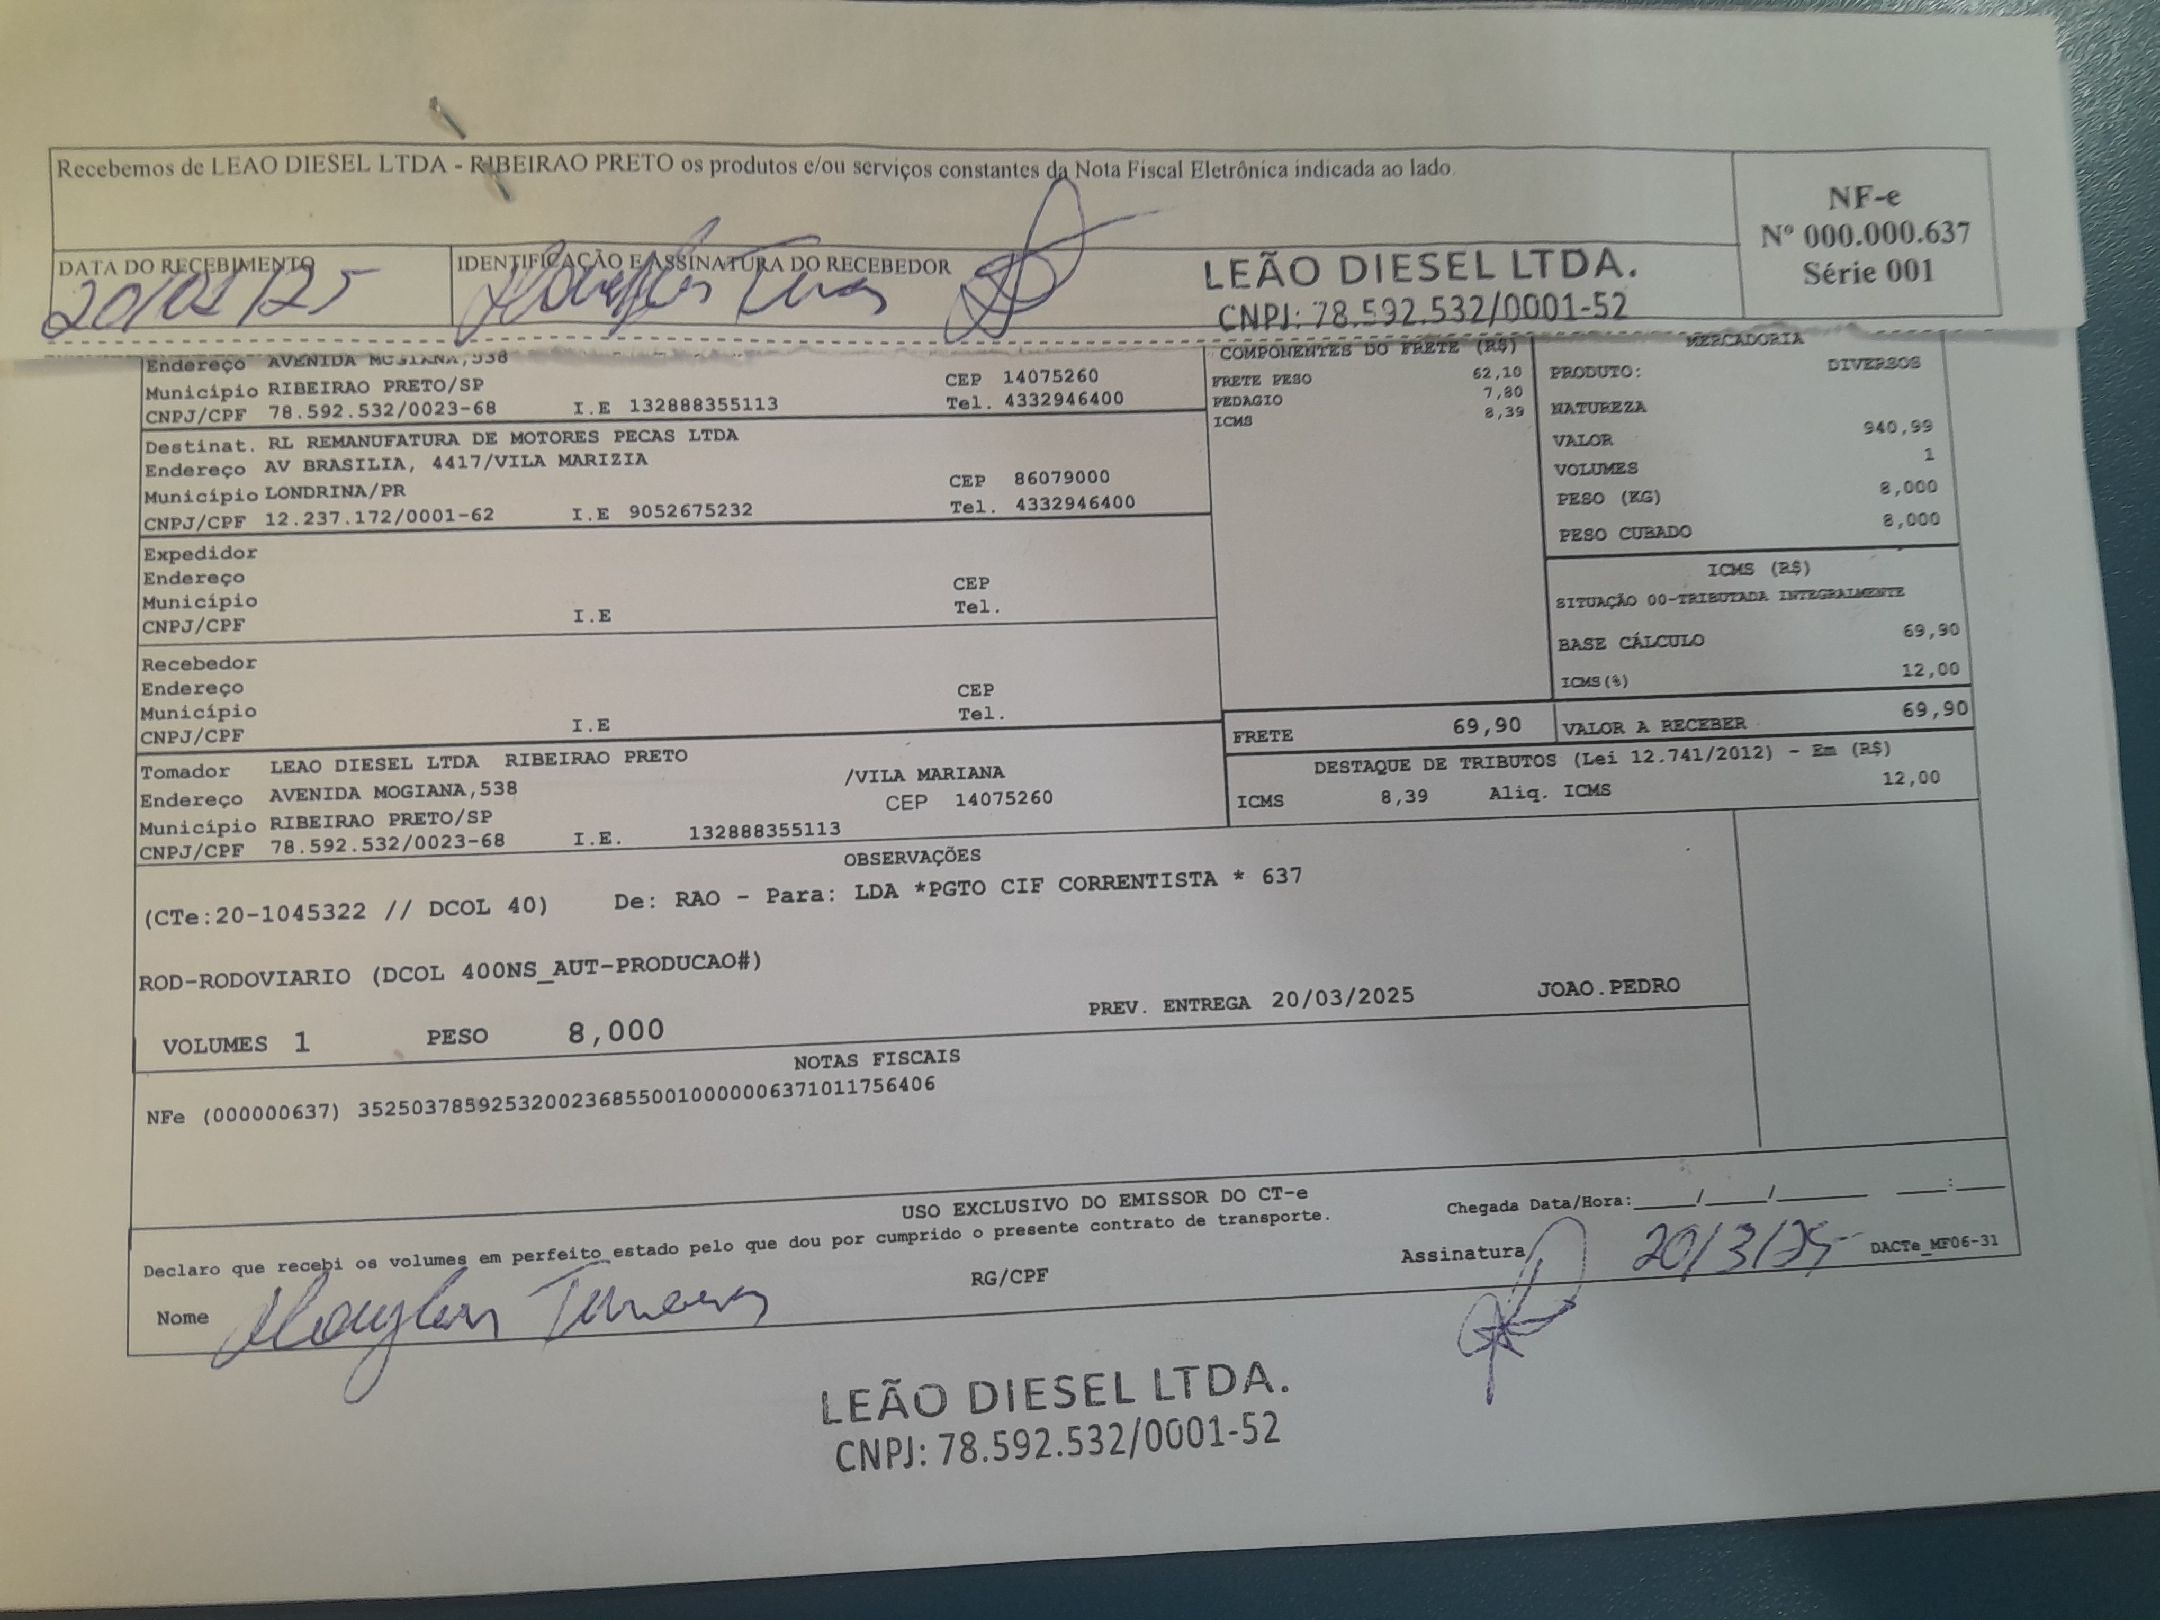 Recebemos de LEAO DIESEL LTDA - RIBEIRAO PRETO os produtos e/ou serviços constantes da Nota Fiscal Eletrônica indicada ao lado.
NF-e
Nº 000.000.637
Série 001
DATA DO RECEBIMENTO
IDENTIFICAÇÃO E ASSINATURA DO RECEBEDOR
LEÃO DIESEL LTDA.
CNPJ: 78.592.532/0001-52
Endereço AVENIDA MOGIANA,538
Município RIBEIRAO PRETO/SP CEP 14075260
CNPJ/CPF 78.592.532/0023-68 I.E 132888355113 Tel. 4332946400
Destinat. RL REMANUFATURA DE MOTORES PECAS LTDA
Endereço AV BRASILIA, 4417/VILA MARIZIA
Município LONDRINA/PR CEP 86079000
CNPJ/CPF 12.237.172/0001-62 I.E 9052675232 Tel. 4332946400
Expedidor
Endereço
Município CEP
CNPJ/CPF I.E Tel.
Recebedor
Endereço
Município CEP
CNPJ/CPF I.E Tel.
Tomador LEAO DIESEL LTDA RIBEIRAO PRETO
Endereço AVENIDA MOGIANA,538 /VILA MARIANA
Município RIBEIRAO PRETO/SP CEP 14075260
CNPJ/CPF 78.592.532/0023-68 I.E. 132888355113
COMPONENTES DO FRETE (R$)
FRETE PESO 62,10
PEDAGIO 7,80
ICMS 8,39
MERCADORIA
PRODUTO: DIVERSOS
NATUREZA
VALOR 940,99
VOLUMES 1
PESO (KG) 8,000
PESO CUBADO 8,000
ICMS (R$)
SITUAÇÃO 00-TRIBUTADA INTEGRALMENTE
BASE CÁLCULO 69,90
ICMS(%) 12,00
FRETE 69,90 VALOR A RECEBER 69,90
DESTAQUE DE TRIBUTOS (Lei 12.741/2012) - Em (R$)
ICMS 8,39 Aliq. ICMS 12,00
OBSERVAÇÕES
(CTe:20-1045322 // DCOL 40) De: RAO - Para: LDA *PGTO CIF CORRENTISTA * 637
ROD-RODOVIARIO (DCOL 400NS_AUT-PRODUCAO#)
PREV. ENTREGA 20/03/2025 JOAO.PEDRO
VOLUMES 1 PESO 8,000
NOTAS FISCAIS
NFe (000000637) 35250378592532002368550010000006371011756406
USO EXCLUSIVO DO EMISSOR DO CT-e
Declaro que recebi os volumes em perfeito estado pelo que dou por cumprido o presente contrato de transporte.
Chegada Data/Hora:_____/_____/_______ ____:____
Nome RG/CPF Assinatura 20/3/25 DACTe_MF06-31
LEÃO DIESEL LTDA.
CNPJ: 78.592.532/0001-52